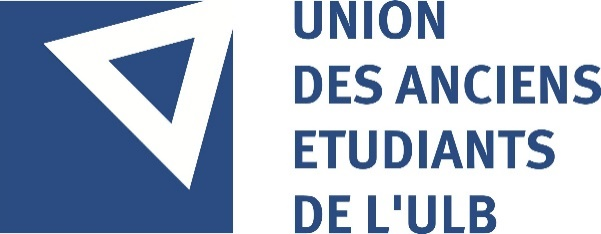 UNION
DES ANCIENS
ETUDIANTS
DE L'ULB